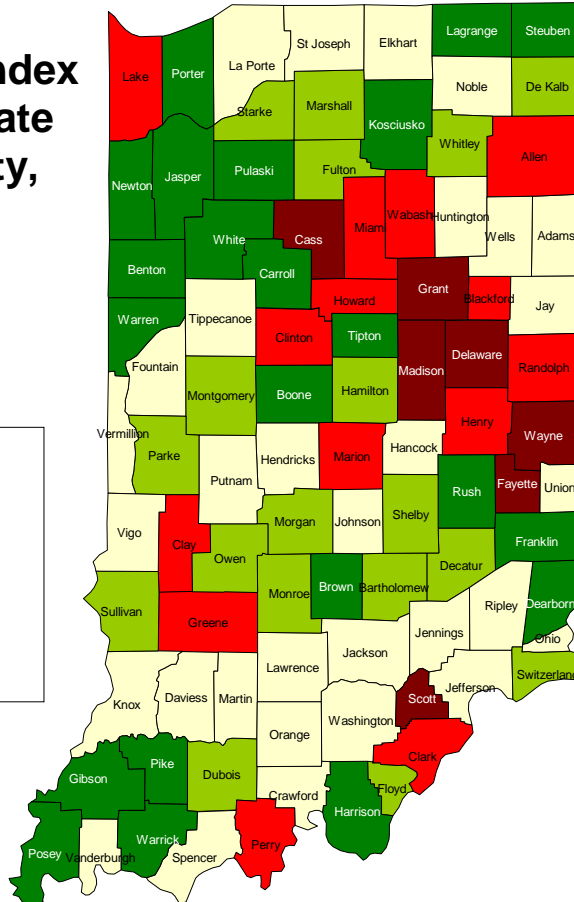 ndex
ate
ty,
Lake
Porter
La Porte
St Joseph
Elkhart
Lagrange
Steuben
Noble
De Kalb
Starke
Marshall
Kosciusko
Whitley
Allen
Newton
Jasper
Pulaski
Fulton
Miami
Wabash
Huntington
Wells
Adams
White
Cass
Carroll
Benton
Grant
Blackford
Jay
Howard
Warren
Tippecanoe
Clinton
Tipton
Madison
Delaware
Randolph
Fountain
Montgomery
Boone
Hamilton
Henry
Wayne
Vermillion
Parke
Putnam
Hendricks
Marion
Hancock
Rush
Fayette
Union
Vigo
Clay
Owen
Morgan
Johnson
Shelby
Franklin
Decatur
Sullivan
Greene
Monroe
Brown
Bartholomew
Ripley
Dearborn
Jennings
Ohio
Lawrence
Jackson
Switzerland
Knox
Daviess
Martin
Scott
Jefferson
Orange
Washington
Clark
Gibson
Pike
Dubois
Crawford
Harrison
Floyd
Posey
Vanderburgh
Warrick
Spencer
Perry